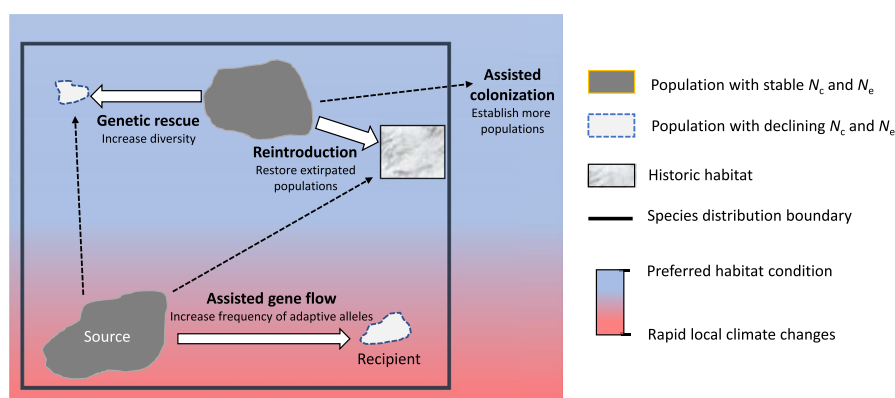 Assisted
colonization
Establish more
populations
Genetic rescue
Increase diversity
Reintroduction
Restore extirpated
populations
Assisted gene flow
Increase frequency of adaptive alleles
Source
Recipient
Population with stable Nc and Ne
Population with declining Nc and Ne
Historic habitat
Species distribution boundary
Preferred habitat condition
Rapid local climate changes